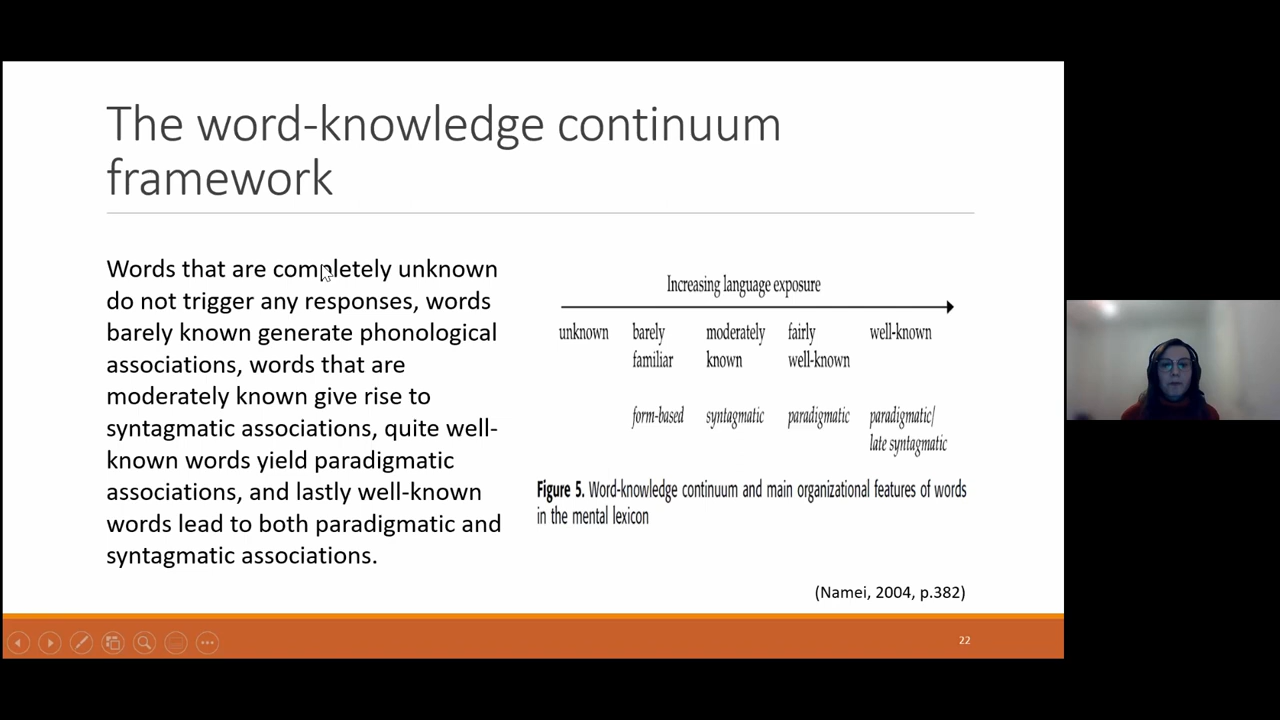 The word-knowledge continuum
framework
Words that are completely unknown
do not trigger any responses, words
barely known generate phonological
associations, words that are
moderately known give rise to
syntagmatic associations, quite well-
known words yield paradigmatic
associations, and lastly well-known
words lead to both paradigmatic and
syntagmatic associations.
Increasing language exposure
unknown barely moderately fairly well-known
familiar known well-known
form-based syntagmatic paradigmatic paradigmatic/
late syntagmatic
Figure 5. Word-knowledge continuum and main organizational features of words
in the mental lexicon
(Namei, 2004, p.382)
22